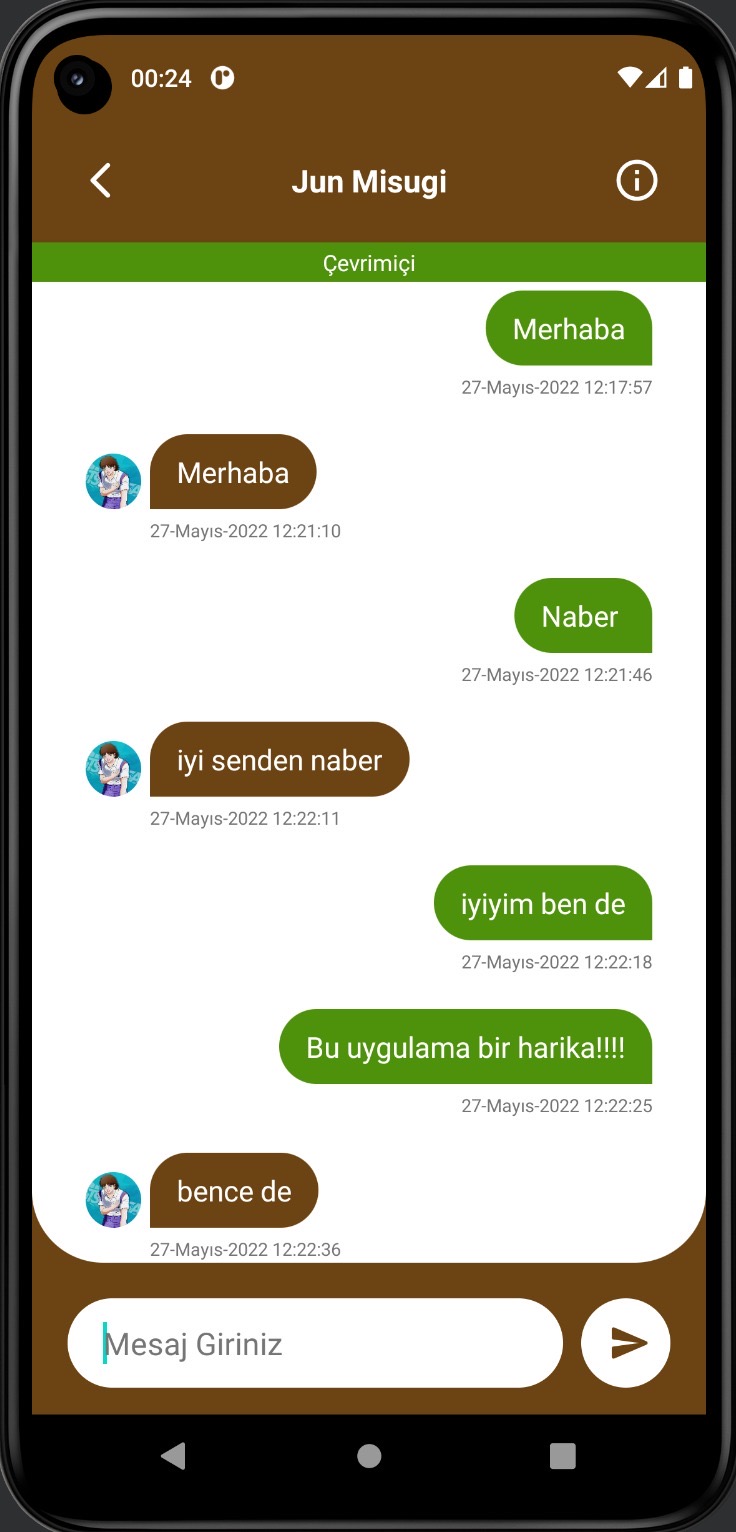 00:24
Jun Misugi
Çevrimiçi
Merhaba
27-Mayıs-2022 12:17:57
Merhaba
27-Mayıs-2022 12:21:10
Naber
27-Mayıs-2022 12:21:46
iyi senden naber
27-Mayıs-2022 12:22:11
iyiyim ben de
27-Mayıs-2022 12:22:18
Bu uygulama bir harika!!!!
27-Mayıs-2022 12:22:25
bence de
27-Mayıs-2022 12:22:36
Mesaj Giriniz